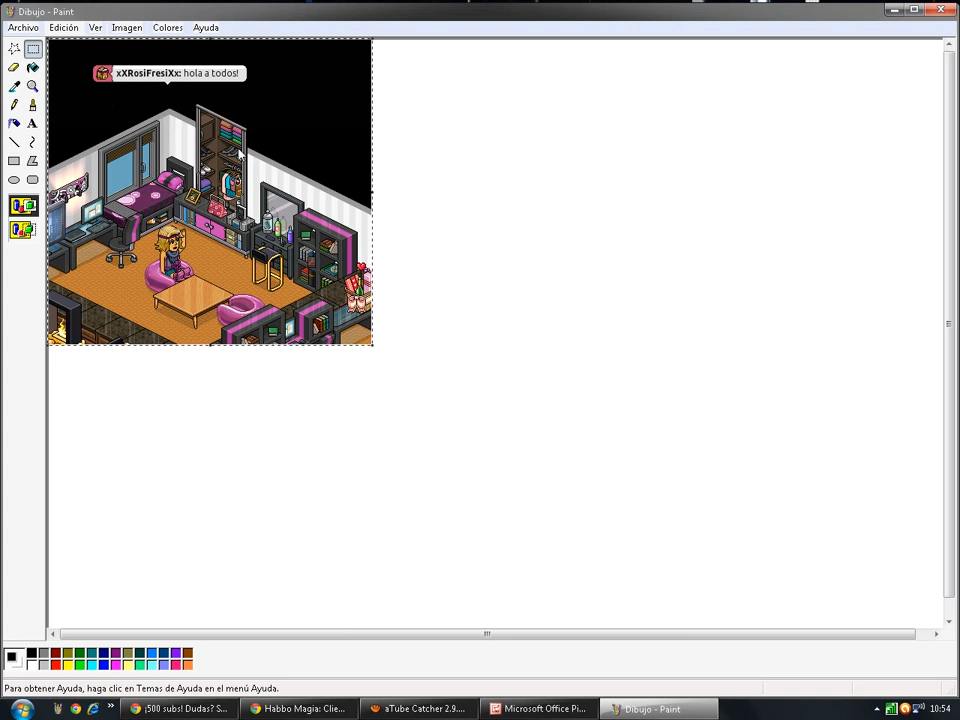 Dibujo - Paint
Archivo Edición Ver Imagen Colores Ayuda
xXRosiFresiXx: hola a todos!
A
Para obtener Ayuda, haga clic en Temas de Ayuda en el menú Ayuda.
¡500 subs! Dudas? S... Habbo Magia: Clie... aTube Catcher 2.9.... Microsoft Office Pi... Dibujo - Paint 10:54